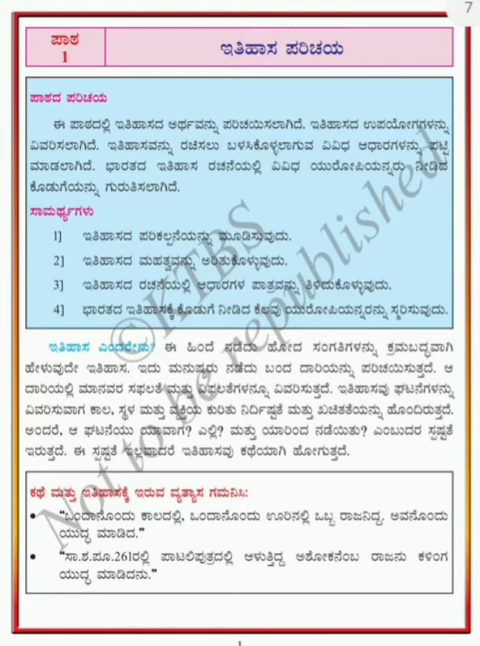 7
ಪಾಠ
1
ಇತಿಹಾಸ ಪರಿಚಯ
ಪಾಠದ ಪರಿಚಯ
ಈ ಪಾಠದಲ್ಲಿ ಇತಿಹಾಸದ ಅರ್ಥವನ್ನು ಪರಿಚಯಿಸಲಾಗಿದೆ. ಇತಿಹಾಸದ ಉಪಯೋಗಗಳನ್ನು
ವಿವರಿಸಲಾಗಿದೆ. ಇತಿಹಾಸವನ್ನು ರಚಿಸಲು ಬಳಸಿಕೊಳ್ಳಲಾಗುವ ವಿವಿಧ ಆಧಾರಗಳನ್ನು ಪಟ್ಟಿ
ಮಾಡಲಾಗಿದೆ. ಭಾರತದ ಇತಿಹಾಸ ರಚನೆಯಲ್ಲಿ ವಿವಿಧ ಯುರೋಪಿಯನ್ನರು ನೀಡಿದ
ಕೊಡುಗೆಯನ್ನು ಗುರುತಿಸಲಾಗಿದೆ.
ಸಾಮರ್ಥ್ಯಗಳು
1] ಇತಿಹಾಸದ ಪರಿಕಲ್ಪನೆಯನ್ನು ಮೂಡಿಸುವುದು.
2] ಇತಿಹಾಸದ ಮಹತ್ವವನ್ನು ಅರಿತುಕೊಳ್ಳುವುದು.
3] ಇತಿಹಾಸದ ರಚನೆಯಲ್ಲಿ ಆಧಾರಗಳ ಪಾತ್ರವನ್ನು ತಿಳಿದುಕೊಳ್ಳುವುದು.
4] ಭಾರತದ ಇತಿಹಾಸಕ್ಕೆ ಕೊಡುಗೆ ನೀಡಿದ ಕೆಲವು ಯುರೋಪಿಯನ್ನರನ್ನು ಸ್ಮರಿಸುವುದು.
ಇತಿಹಾಸ ಎಂದರೇನು? ಈ ಹಿಂದೆ ನಡೆದು ಹೋದ ಸಂಗತಿಗಳನ್ನು ಕ್ರಮಬದ್ಧವಾಗಿ
ಹೇಳುವುದೇ ಇತಿಹಾಸ. ಇದು ಮನುಷ್ಯರು ನಡೆದು ಬಂದ ದಾರಿಯನ್ನು ಪರಿಚಯಿಸುತ್ತದೆ. ಆ
ದಾರಿಯಲ್ಲಿ ಮಾನವರ ಸಫಲತೆ ಮತ್ತು ವಿಫಲತೆಗಳನ್ನೂ ವಿವರಿಸುತ್ತದೆ. ಇತಿಹಾಸವು ಘಟನೆಗಳನ್ನು
ವಿವರಿಸುವಾಗ ಕಾಲ, ಸ್ಥಳ ಮತ್ತು ವ್ಯಕ್ತಿಯ ಕುರಿತು ನಿರ್ದಿಷ್ಟತೆ ಮತ್ತು ಖಚಿತತೆಯನ್ನು ಹೊಂದಿರುತ್ತದೆ.
ಅಂದರೆ, ಆ ಘಟನೆಯು ಯಾವಾಗ? ಎಲ್ಲಿ? ಮತ್ತು ಯಾರಿಂದ ನಡೆಯಿತು? ಎಂಬುದರ ಸ್ಪಷ್ಟತೆ
ಇರುತ್ತದೆ. ಈ ಸ್ಪಷ್ಟತೆ ಇಲ್ಲವಾದರೆ ಇತಿಹಾಸವು ಕಥೆಯಾಗಿ ಹೋಗುತ್ತದೆ.
ಕಥೆ ಮತ್ತು ಇತಿಹಾಸಕ್ಕೆ ಇರುವ ವ್ಯತ್ಯಾಸ ಗಮನಿಸಿ:
• "ಒಂದಾನೊಂದು ಕಾಲದಲ್ಲಿ, ಒಂದಾನೊಂದು ಊರಿನಲ್ಲಿ ಒಬ್ಬ ರಾಜನಿದ್ದ. ಅವನೊಂದು
ಯುದ್ಧ ಮಾಡಿದ."
• "ಸಾ.ಶ.ಪೂ.261ರಲ್ಲಿ ಪಾಟಲಿಪುತ್ರದಲ್ಲಿ ಆಳುತ್ತಿದ್ದ ಅಶೋಕನೆಂಬ ರಾಜನು ಕಳಿಂಗ
ಯುದ್ಧ ಮಾಡಿದನು."
©KTBS
Not to be republished
1